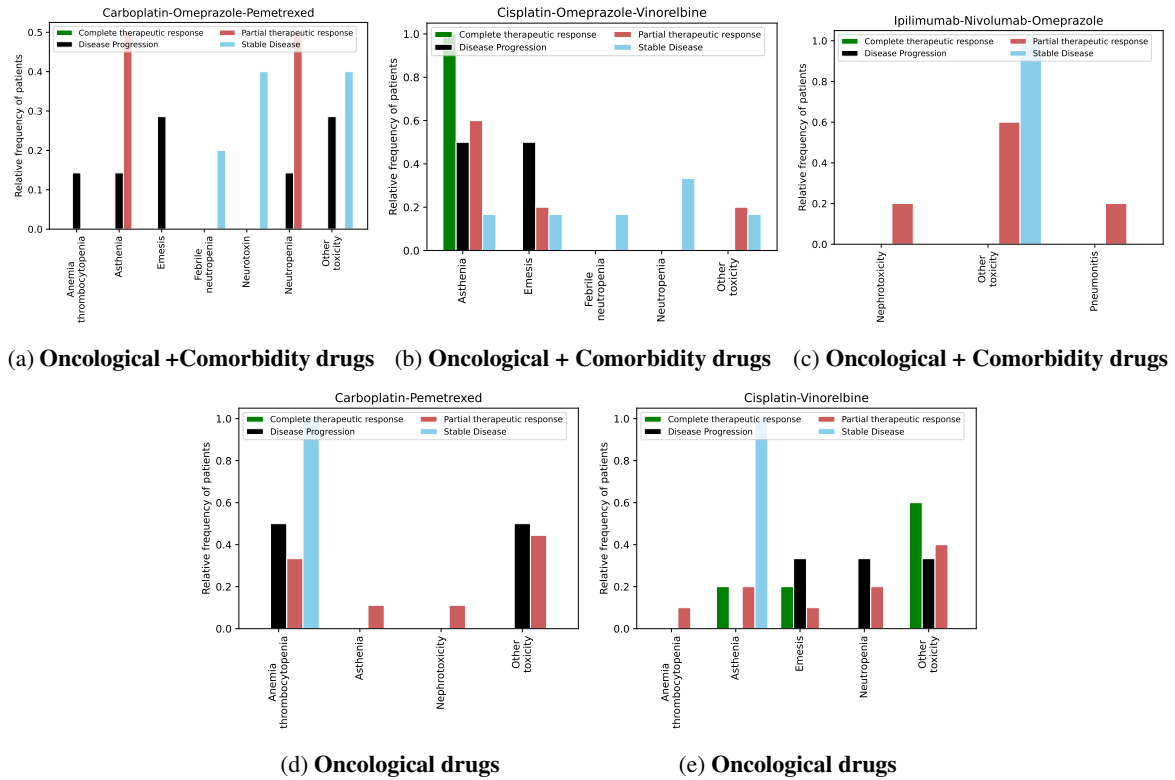 Carboplatin-Omeprazole-Pemetrexed
Complete therapeutic response
Disease Progression
Partial therapeutic response
Stable Disease
Relative frequency of patients
0.5
0.4
0.3
0.2
0.1
0.0
Anemia
thrombocytopenia
Asthenia
Emesis
Febrile
neutropenia
Neurotoxin
Neutropenia
Other
toxicity
(a) Oncological +Comorbidity drugs
Cisplatin-Omeprazole-Vinorelbine
Complete therapeutic response
Disease Progression
Partial therapeutic response
Stable Disease
Relative frequency of patients
1.0
0.8
0.6
0.4
0.2
0.0
Asthenia
Emesis
Febrile
neutropenia
Neutropenia
Other
toxicity
(b) Oncological + Comorbidity drugs
Ipilimumab-Nivolumab-Omeprazole
Complete therapeutic response
Disease Progression
Partial therapeutic response
Stable Disease
Relative frequency of patients
1.0
0.8
0.6
0.4
0.2
0.0
Nephrotoxicity
Other
toxicity
Pneumonitis
(c) Oncological + Comorbidity drugs
Carboplatin-Pemetrexed
Complete therapeutic response
Disease Progression
Partial therapeutic response
Stable Disease
Relative frequency of patients
1.0
0.8
0.6
0.4
0.2
0.0
Anemia
thrombocytopenia
Asthenia
Nephrotoxicity
Other
toxicity
(d) Oncological drugs
Cisplatin-Vinorelbine
Complete therapeutic response
Disease Progression
Partial therapeutic response
Stable Disease
Relative frequency of patients
1.0
0.8
0.6
0.4
0.2
0.0
Anemia
thrombocytopenia
Asthenia
Emesis
Neutropenia
Other
toxicity
(e) Oncological drugs